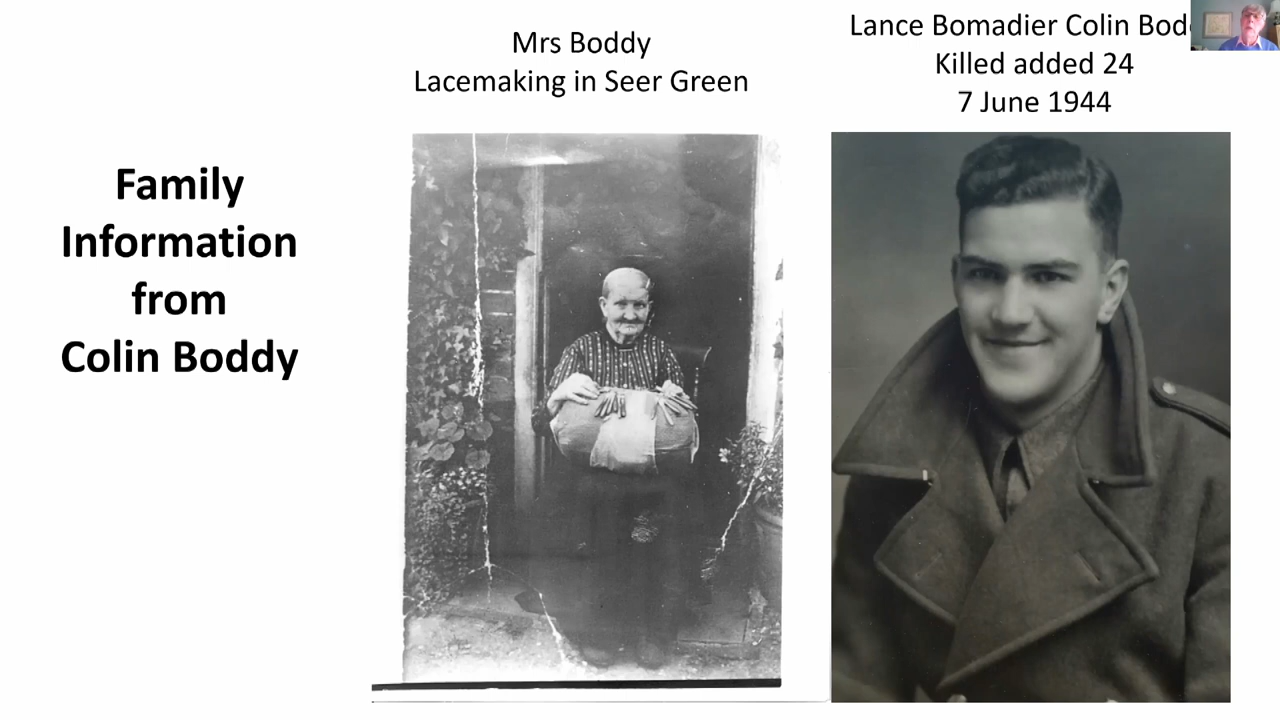 Family
Information
from
Colin Boddy
Mrs Boddy
Lacemaking in Seer Green
Lance Bomadier Colin
Killed added 24
7 June 1944